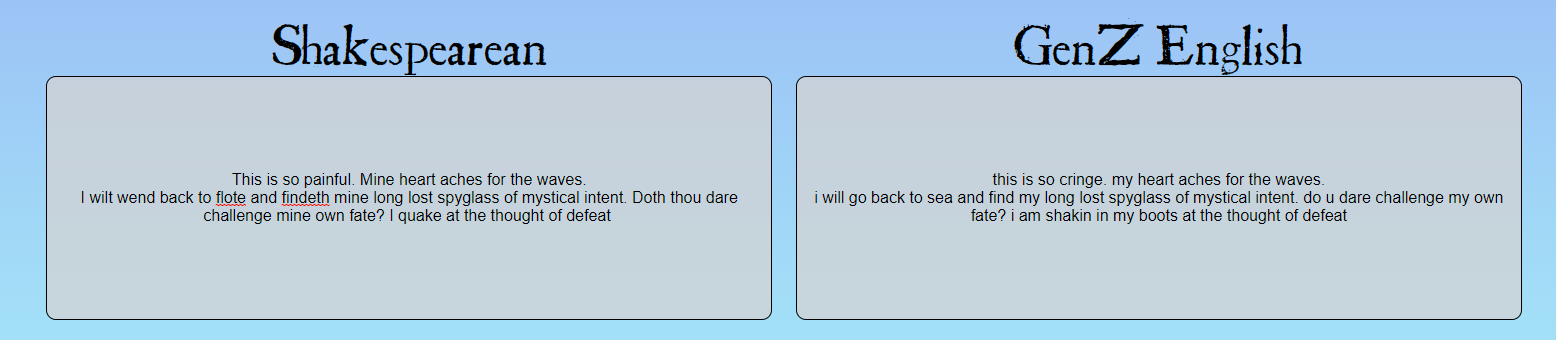 Shakespearean
This is so painful. Mine heart aches for the waves.
I wilt wend back to flote and findeth mine long lost spyglass of mystical intent. Doth thou dare
challenge mine own fate? I quake at the thought of defeat
GenZ English
this is so cringe. my heart aches for the waves.
i will go back to sea and find my long lost spyglass of mystical intent. do u dare challenge my own
fate? i am shakin in my boots at the thought of defeat